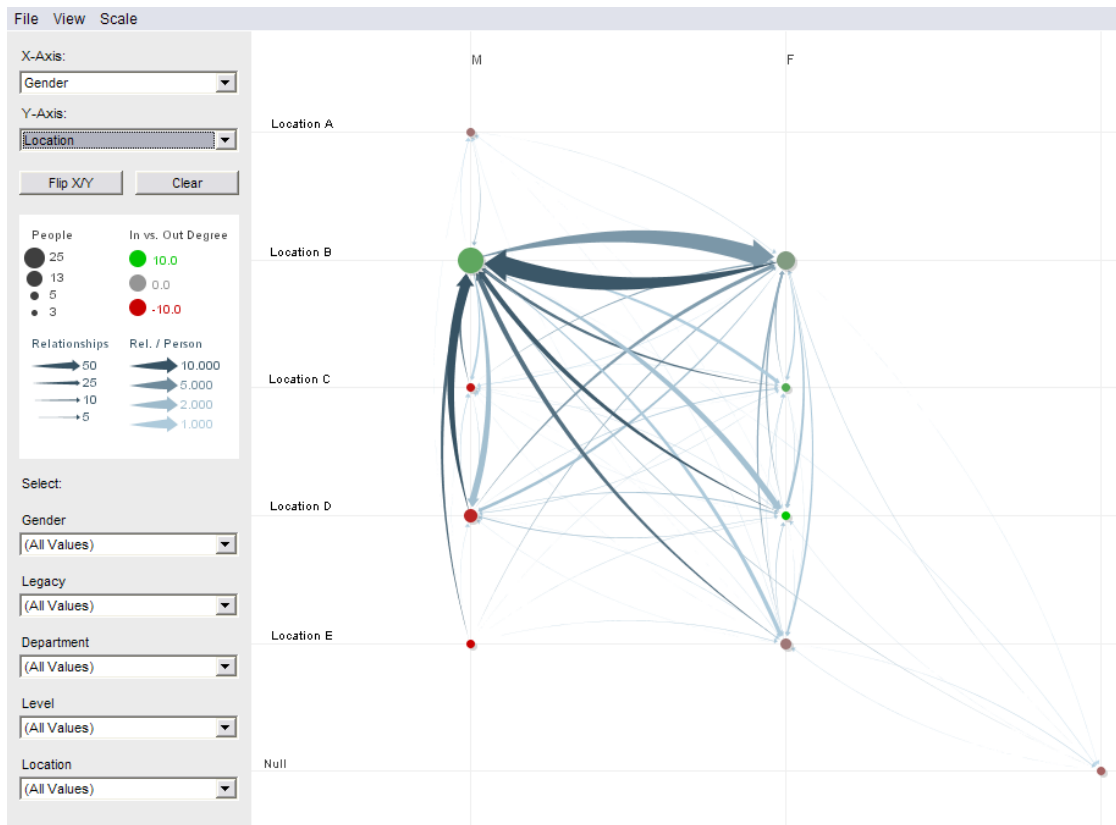 File View Scale
X-Axis:
Gender
Y-Axis:
Location
Flip X/Y Clear
People In vs. Out Degree
25 10.0
13 0.0
5 -10.0
3
Relationships Rel. / Person
50 10.000
25 5.000
10 2.000
5 1.000
Select:
Gender
(All Values)
Legacy
(All Values)
Department
(All Values)
Level
(All Values)
Location
(All Values)
M F
Location A
Location B
Location C
Location D
Location E
Null